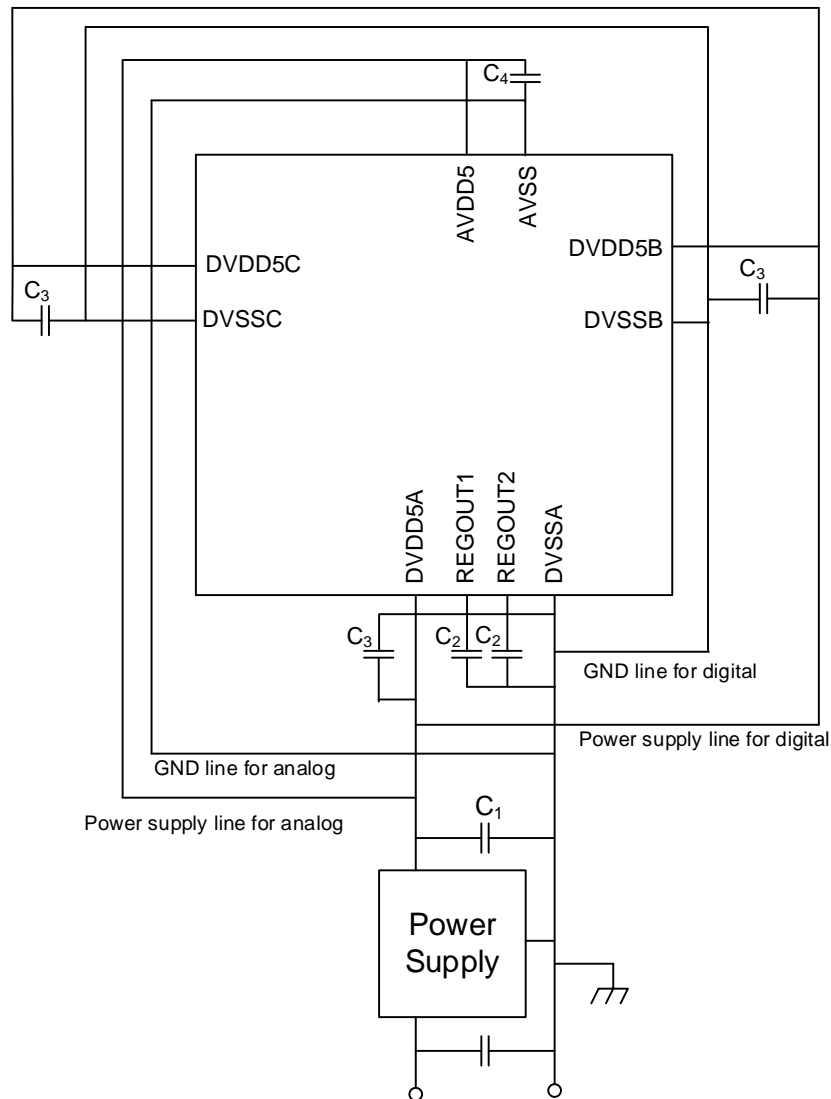 C₄
AVDD5
AVSS
DVDD5B
DVDD5C
C₃
C₃
DVSSC
DVSSB
DVDD5A
REGOUT1
REGOUT2
DVSSA
C₃
C₂
C₂
GND line for digital
Power supply line for digital
GND line for analog
Power supply line for analog
C₁
Power
Supply